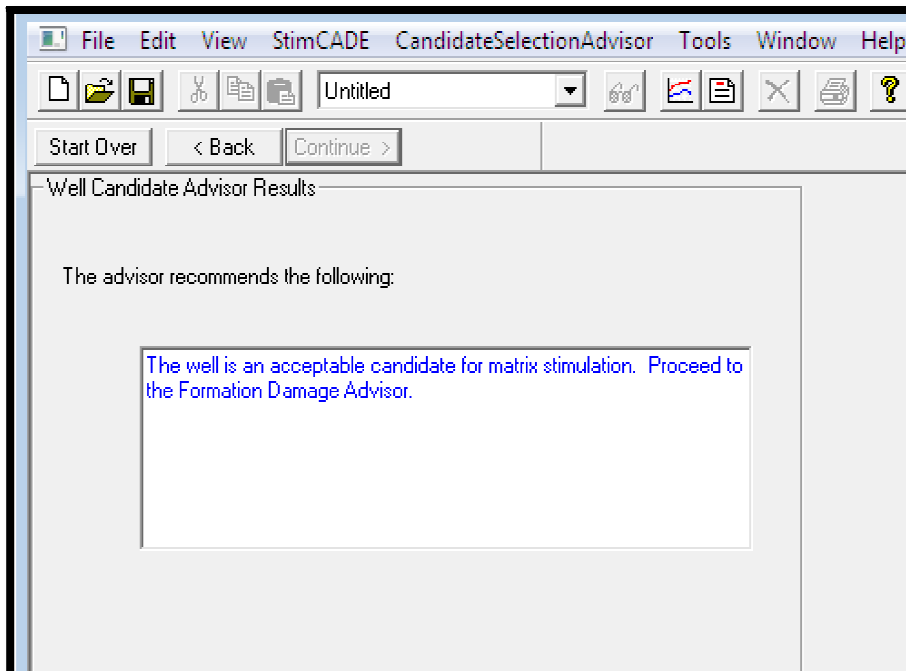 File Edit View StimCADE CandidateSelectionAdvisor Tools Window Help
Untitled
Start Over < Back Continue >
Well Candidate Advisor Results
The advisor recommends the following:
The well is an acceptable candidate for matrix stimulation. Proceed to
the Formation Damage Advisor.